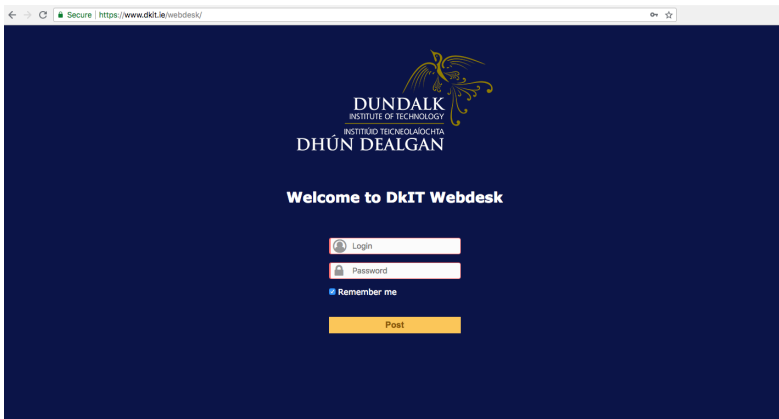 Secure | https://www.dkit.ie/webdesk/
DUNDALK
INSTITUTE OF TECHNOLOGY
INSTITIÚID TEICNEOLAÍOCHTA
DHÚN DEALGAN
Welcome to DkIT Webdesk
Login
Password
Remember me
Post